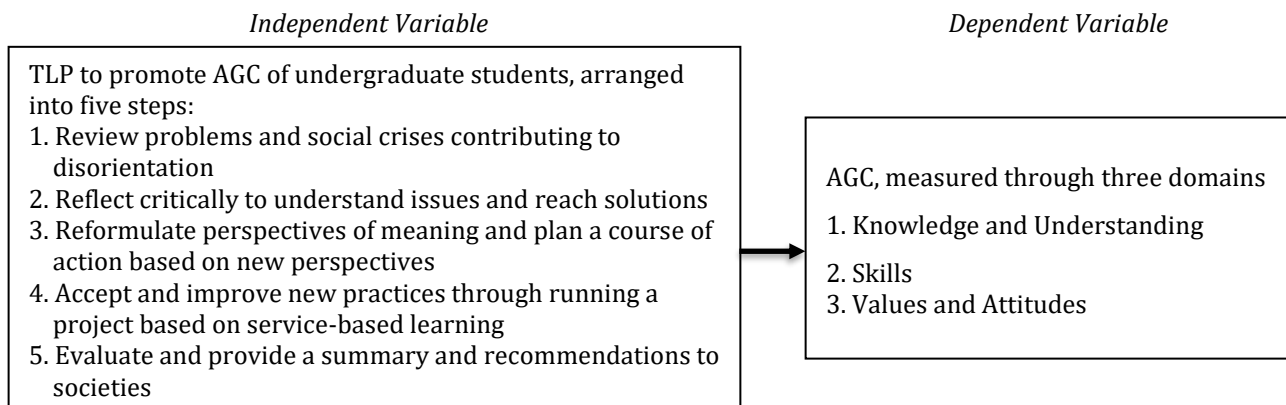 Independent Variable
Dependent Variable
TLP to promote AGC of undergraduate students, arranged
into five steps:
1. Review problems and social crises contributing to
disorientation
2. Reflect critically to understand issues and reach solutions
3. Reformulate perspectives of meaning and plan a course of
action based on new perspectives
4. Accept and improve new practices through running a
project based on service-based learning
5. Evaluate and provide a summary and recommendations to
societies
AGC, measured through three domains
1. Knowledge and Understanding
2. Skills
3. Values and Attitudes